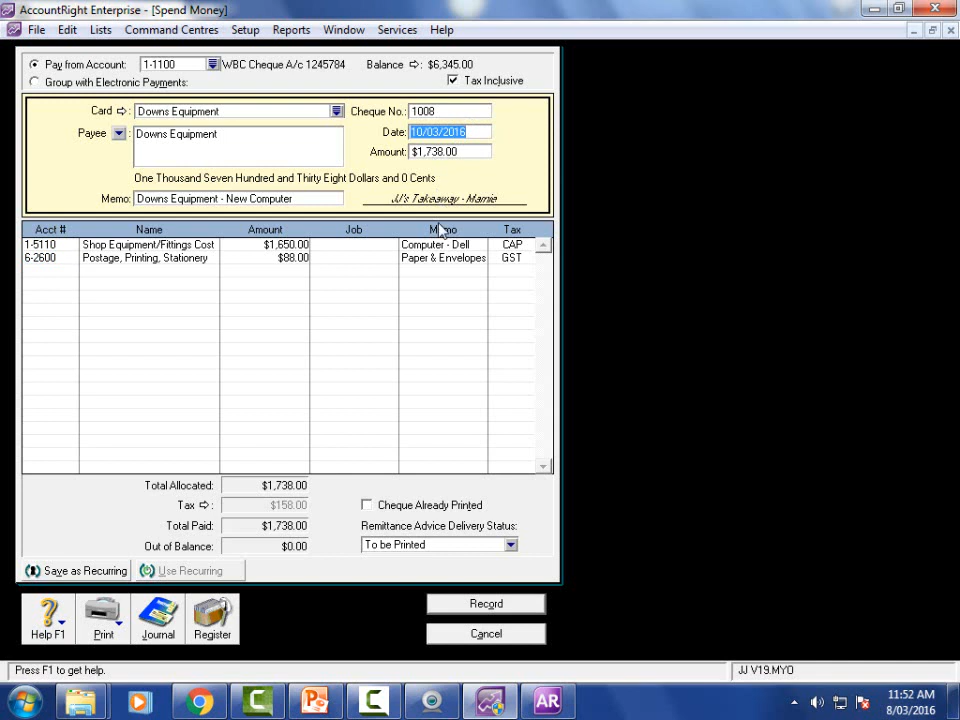 AccountRight Enterprise - [Spend Money]
File Edit Lists Command Centres Setup Reports Window Services Help
Pay from Account: 1-1100 WBC Cheque A/c 1245784 Balance ⇨: $6,345.00
Group with Electronic Payments: Tax Inclusive
Card ⇨: Downs Equipment Cheque No.: 1008
Payee : Downs Equipment Date: 10/03/2016
Amount: $1,738.00
One Thousand Seven Hundred and Thirty Eight Dollars and 0 Cents
Memo: Downs Equipment - New Computer JJ's Takeaway - Mamie
Acct # Name Amount Job Memo Tax
1-5110 Shop Equipment/Fittings Cost $1,650.00 Computer - Dell CAP
6-2600 Postage, Printing, Stationery $88.00 Paper & Envelopes GST
Total Allocated: $1,738.00
Tax ⇨: $158.00 Cheque Already Printed
Total Paid: $1,738.00 Remittance Advice Delivery Status:
Out of Balance: $0.00 To be Printed
Save as Recurring Use Recurring
Help F1 Print Journal Register Record
Cancel
Press F1 to get help. JJ V19.MYO
AR 11:52 AM
8/03/2016